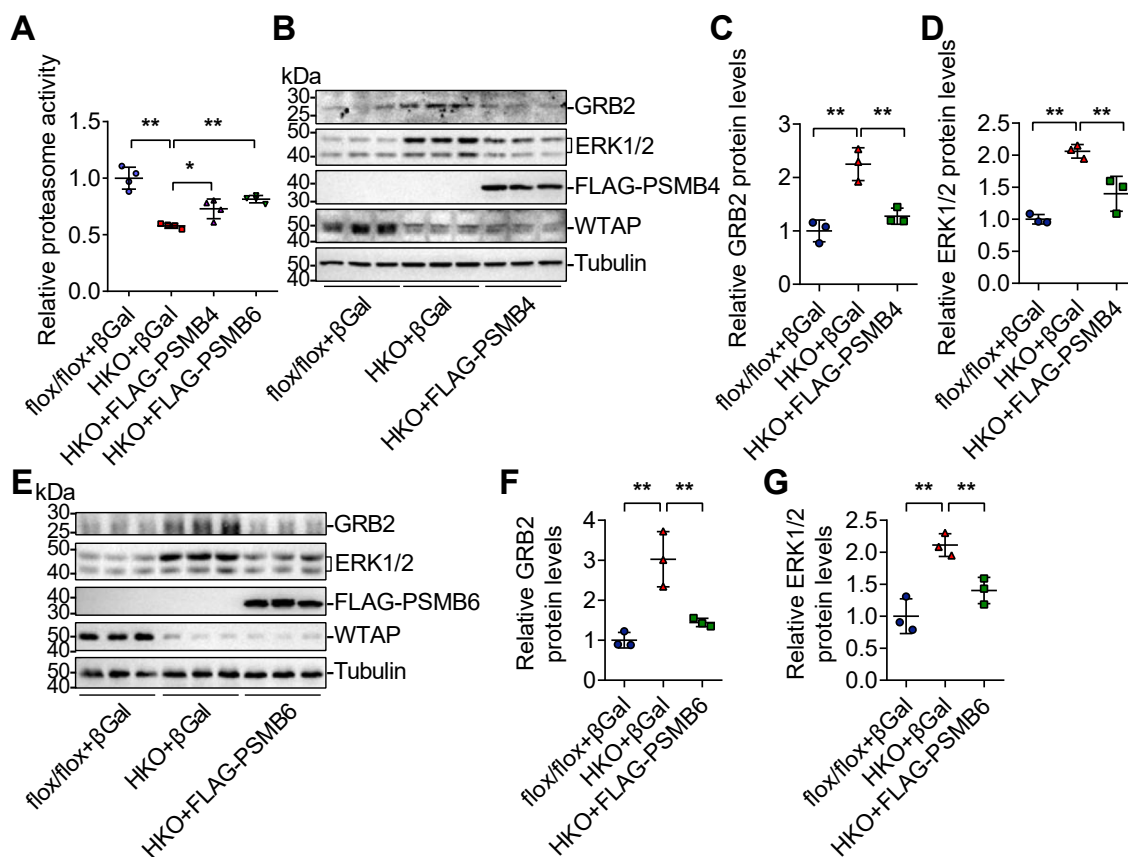 A
Relative proteasome activity
1.5
1.0
0.5
0.0
**
**
*
flox/flox+βGal
HKO+βGal
HKO+FLAG-PSMB4
HKO+FLAG-PSMB6
B
kDa
30
25
GRB2
50
40
ERK1/2
40
30
FLAG-PSMB4
50
40
WTAP
50
40
Tubulin
flox/flox+βGal
HKO+βGal
HKO+FLAG-PSMB4
C
Relative GRB2 protein levels
3
2
1
0
**
**
flox/flox+βGal
HKO+βGal
HKO+FLAG-PSMB4
D
Relative ERK1/2 protein levels
2.5
2.0
1.5
1.0
0.5
0.0
**
**
flox/flox+βGal
HKO+βGal
HKO+FLAG-PSMB4
E
kDa
30
25
GRB2
50
40
ERK1/2
40
30
FLAG-PSMB6
50
40
WTAP
50
40
Tubulin
flox/flox+βGal
HKO+βGal
HKO+FLAG-PSMB6
F
Relative GRB2
protein levels
4
3
2
1
0
**
**
flox/flox+βGal
HKO+βGal
HKO+FLAG-PSMB6
G
Relative ERK1/2
protein levels
2.5
2.0
1.5
1.0
0.5
0.0
**
**
flox/flox+βGal
HKO+βGal
HKO+FLAG-PSMB6